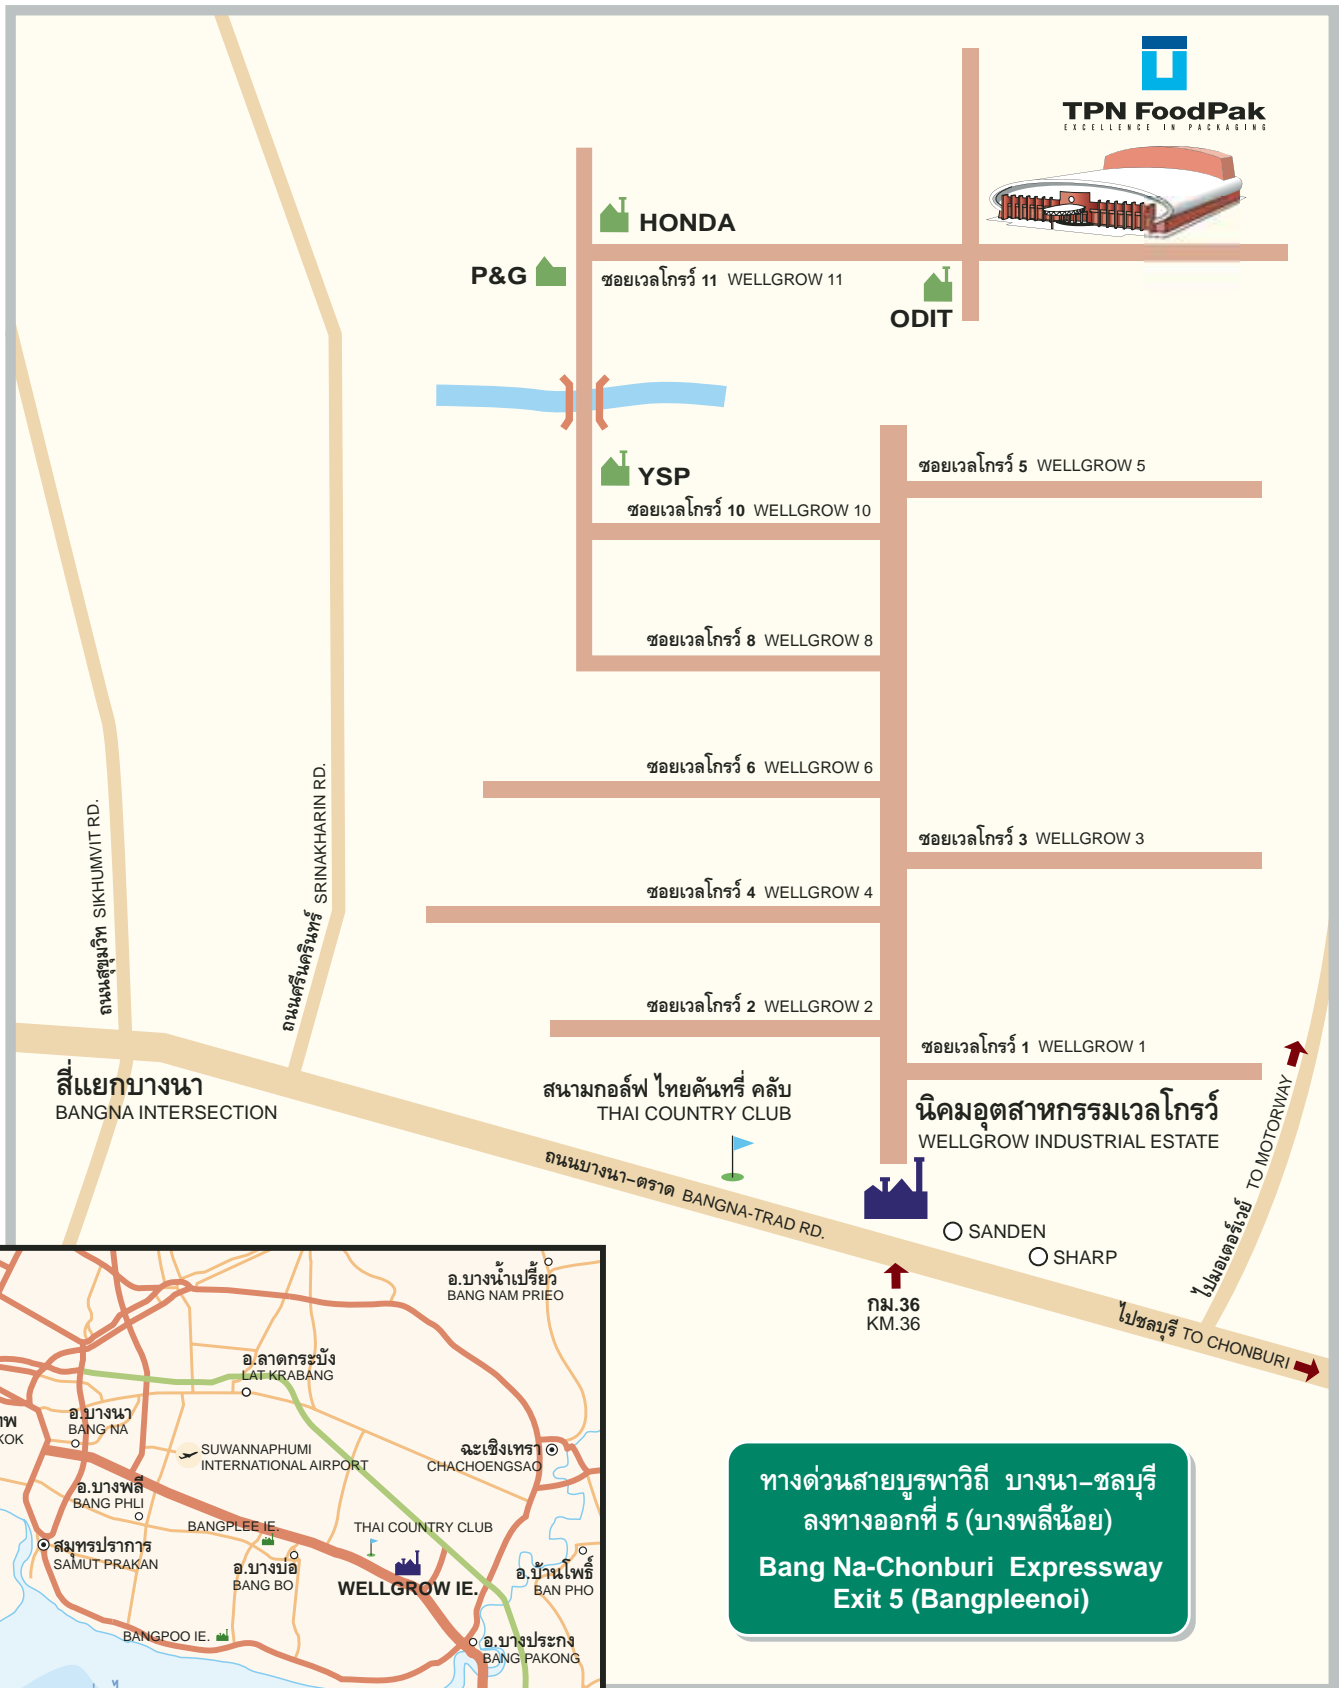 TPN FoodPak
EXCELLENCE IN PACKAGING
HONDA
P&G
ซอยเวลโกรว์ 11 WELLGROW 11
ODIT
YSP
ซอยเวลโกรว์ 5 WELLGROW 5
ซอยเวลโกรว์ 10 WELLGROW 10
ซอยเวลโกรว์ 8 WELLGROW 8
ซอยเวลโกรว์ 6 WELLGROW 6
ซอยเวลโกรว์ 3 WELLGROW 3
ซอยเวลโกรว์ 4 WELLGROW 4
ซอยเวลโกรว์ 2 WELLGROW 2
ซอยเวลโกรว์ 1 WELLGROW 1
ถนนสุขุมวิท SIKHUMVIT RD.
ถนนศรีนครินทร์ SRINAKHARIN RD.
สี่แยกบางนา
BANGNA INTERSECTION
สนามกอล์ฟ ไทยคันทรี่ คลับ
THAI COUNTRY CLUB
นิคมอุตสาหกรรมเวลโกรว์
WELLGROW INDUSTRIAL ESTATE
ถนนบางนา–ตราด BANGNA-TRAD RD.
SANDEN
SHARP
ไปมอเตอร์เวย์ TO MOTORWAY
กม.36
KM.36
ไปชลบุรี TO CHONBURI
อ.บางน้ำเปรี้ยว
BANG NAM PRIEO
อ.ลาดกระบัง
LAT KRABANG
อ.บางนา
BANG NA
KOK
SUWANNAPHUMI
INTERNATIONAL AIRPORT
ฉะเชิงเทรา
CHACHOENGSAO
อ.บางพลี
BANG PHLI
BANGPLEE IE.
THAI COUNTRY CLUB
สมุทรปราการ
SAMUT PRAKAN
อ.บางบ่อ
BANG BO
WELLGROW IE.
อ.บ้านโพธิ์
BAN PHO
BANGPOO IE.
อ.บางประกง
BANG PAKONG
ทางด่วนสายบูรพาวิถี บางนา–ชลบุรี
ลงทางออกที่ 5 (บางพลีน้อย)
Bang Na-Chonburi Expressway
Exit 5 (Bangpleenoi)